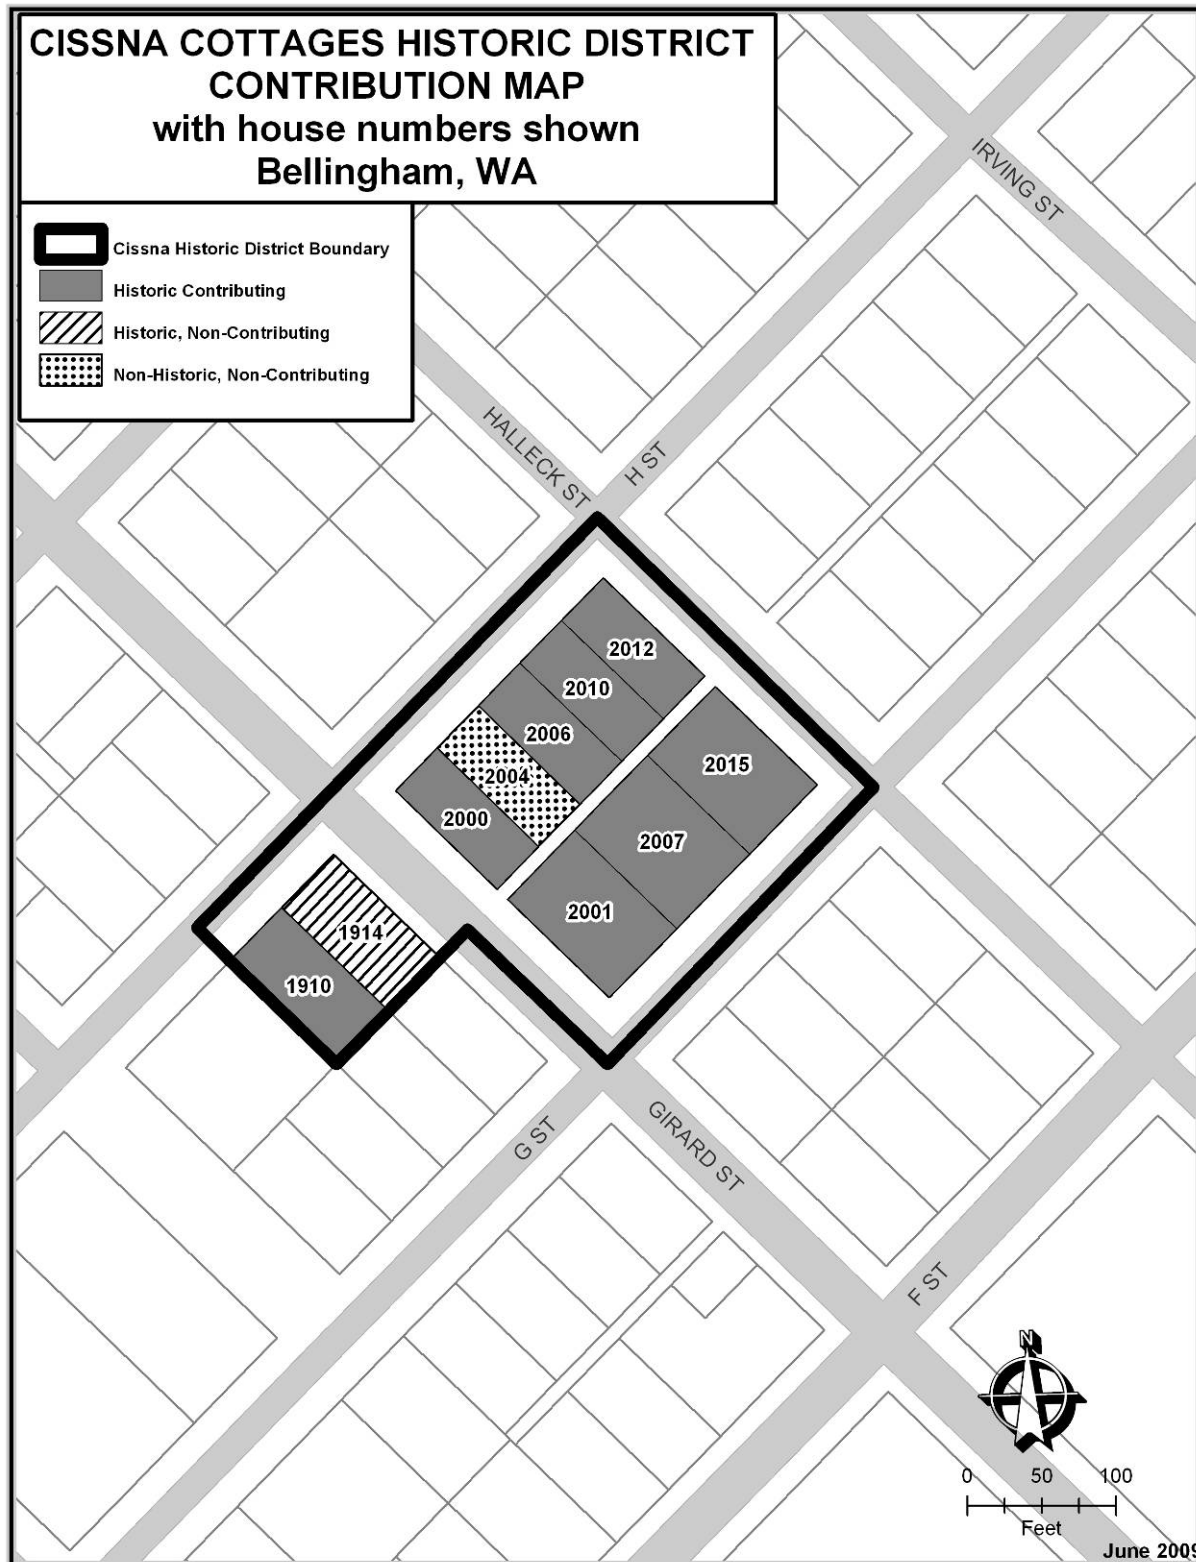 CISSNA COTTAGES HISTORIC DISTRICT
CONTRIBUTION MAP
with house numbers shown
Bellingham, WA
Cissna Historic District Boundary
Historic Contributing
Historic, Non-Contributing
Non-Historic, Non-Contributing
IRVING ST
HALLECK ST
H ST
2012
2010
2006
2004
2000
2015
2007
2001
1914
1910
G ST
GIRARD ST
F ST
N
0 50 100
Feet
June 2009